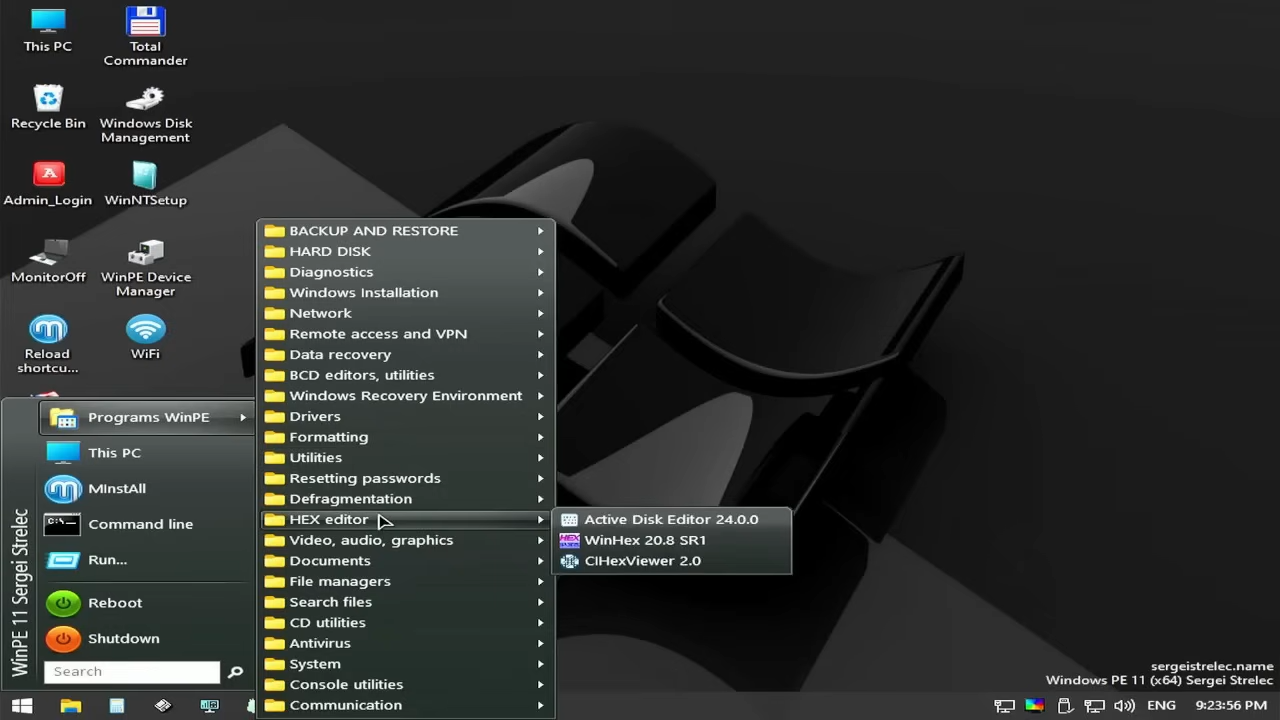 This PC
Total
Commander
Recycle Bin
Windows Disk
Management
Admin_Login
WinNTSetup
MonitorOff
WinPE Device
Manager
Reload
shortcu...
WiFi
Programs WinPE
This PC
MInstAll
Command line
Run...
Reboot
Shutdown
Search
WinPE 11 Sergei Strelec
BACKUP AND RESTORE
HARD DISK
Diagnostics
Windows Installation
Network
Remote access and VPN
Data recovery
BCD editors, utilities
Windows Recovery Environment
Drivers
Formatting
Utilities
Resetting passwords
Defragmentation
HEX editor
Video, audio, graphics
Documents
File managers
Search files
CD utilities
Antivirus
System
Console utilities
Communication
Active Disk Editor 24.0.0
HEX
WinHex 20.8 SR1
CIHexViewer 2.0
sergeistrelec.name
Windows PE 11 (x64) Sergei Strelec
ENG
9:23:56 PM